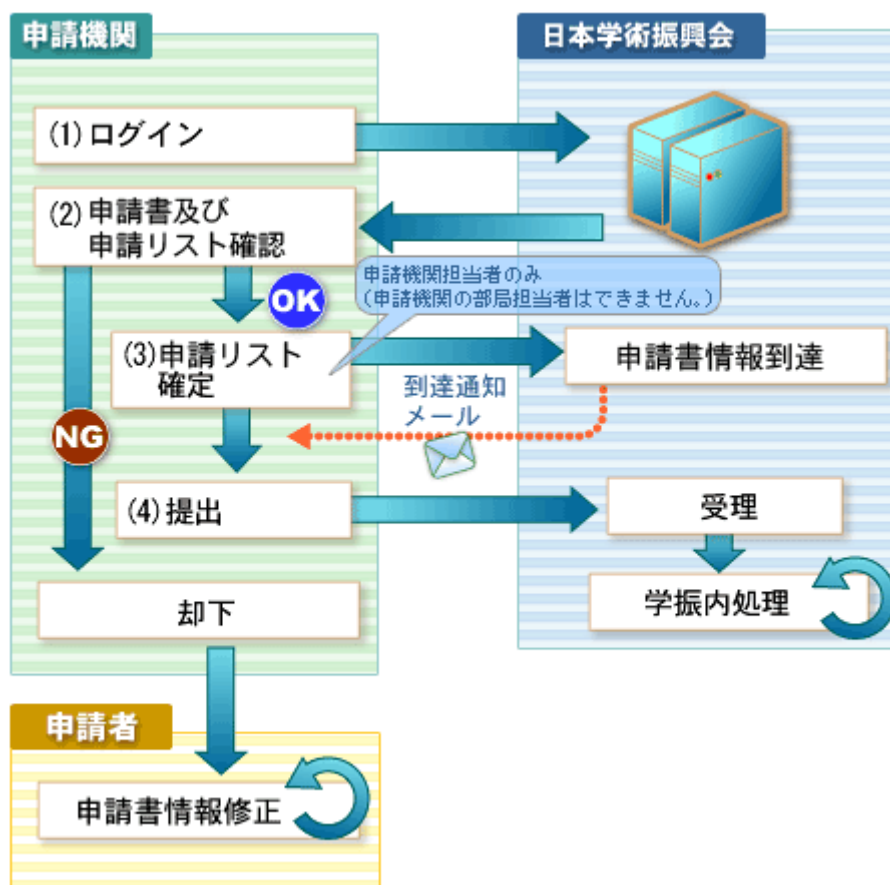 申請機関
日本学術振興会
(1)ログイン
(2)申請書及び
申請リスト確認
OK
申請機関担当者のみ
(申請機関の部局担当者はできません。)
(3)申請リスト
確定
申請書情報到達
到達通知
メール
NG
(4)提出
受理
却下
学振内処理
申請者
申請書情報修正